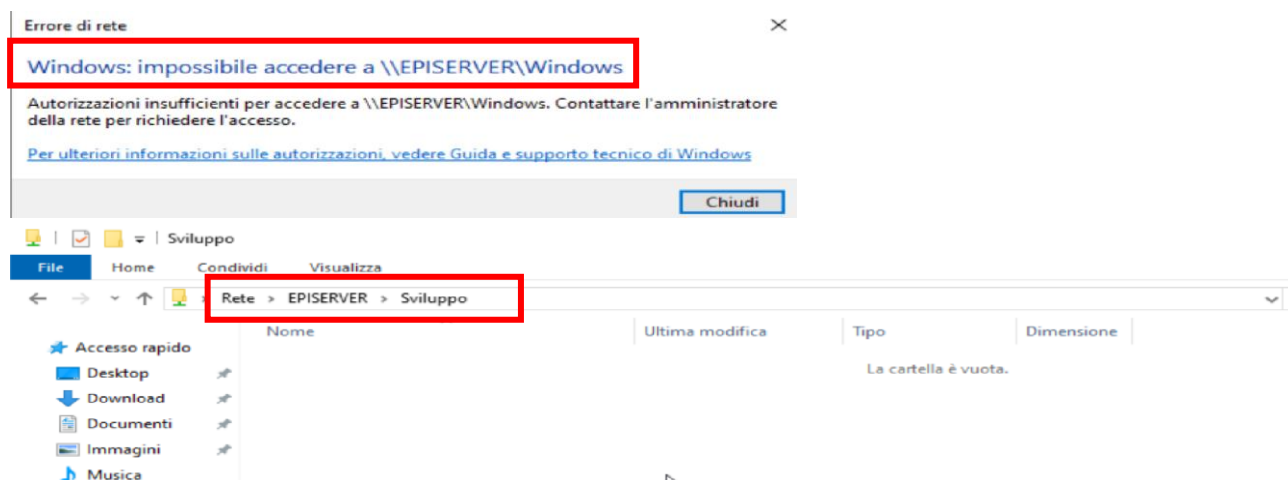 Errore di rete
Windows: impossibile accedere a \\EPISERVER\Windows
Autorizzazioni insufficienti per accedere a \\EPISERVER\Windows. Contattare l'amministratore
della rete per richiedere l'accesso.
Per ulteriori informazioni sulle autorizzazioni, vedere Guida e supporto tecnico di Windows
Chiudi
Sviluppo
File Home Condividi Visualizza
Rete > EPISERVER > Sviluppo
Nome Ultima modifica Tipo Dimensione
Accesso rapido
La cartella è vuota.
Desktop
Download
Documenti
Immagini
Musica